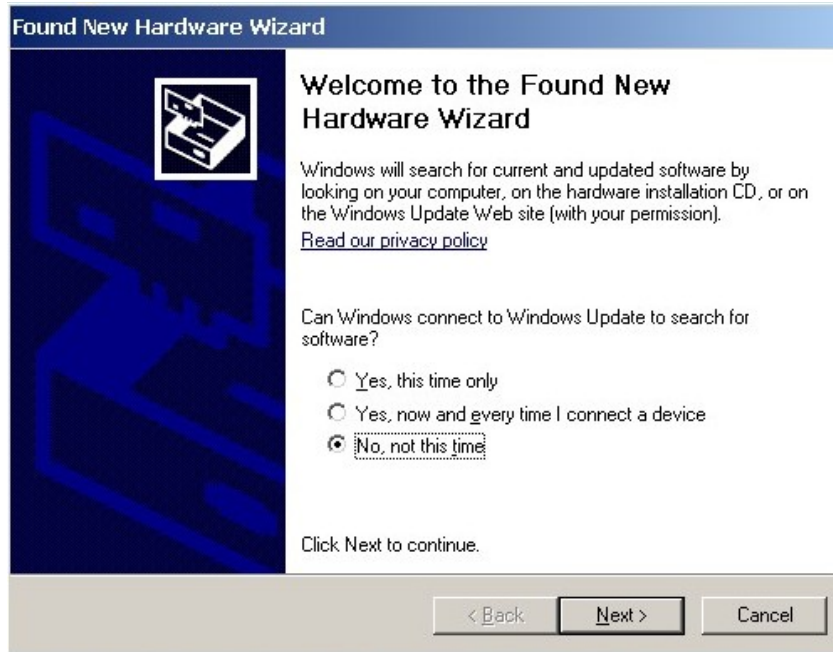 Found New Hardware Wizard
Welcome to the Found New
Hardware Wizard
Windows will search for current and updated software by
looking on your computer, on the hardware installation CD, or on
the Windows Update Web site (with your permission).
Read our privacy policy
Can Windows connect to Windows Update to search for
software?
Yes, this time only
Yes, now and every time I connect a device
No, not this time
Click Next to continue.
< Back
Next >
Cancel